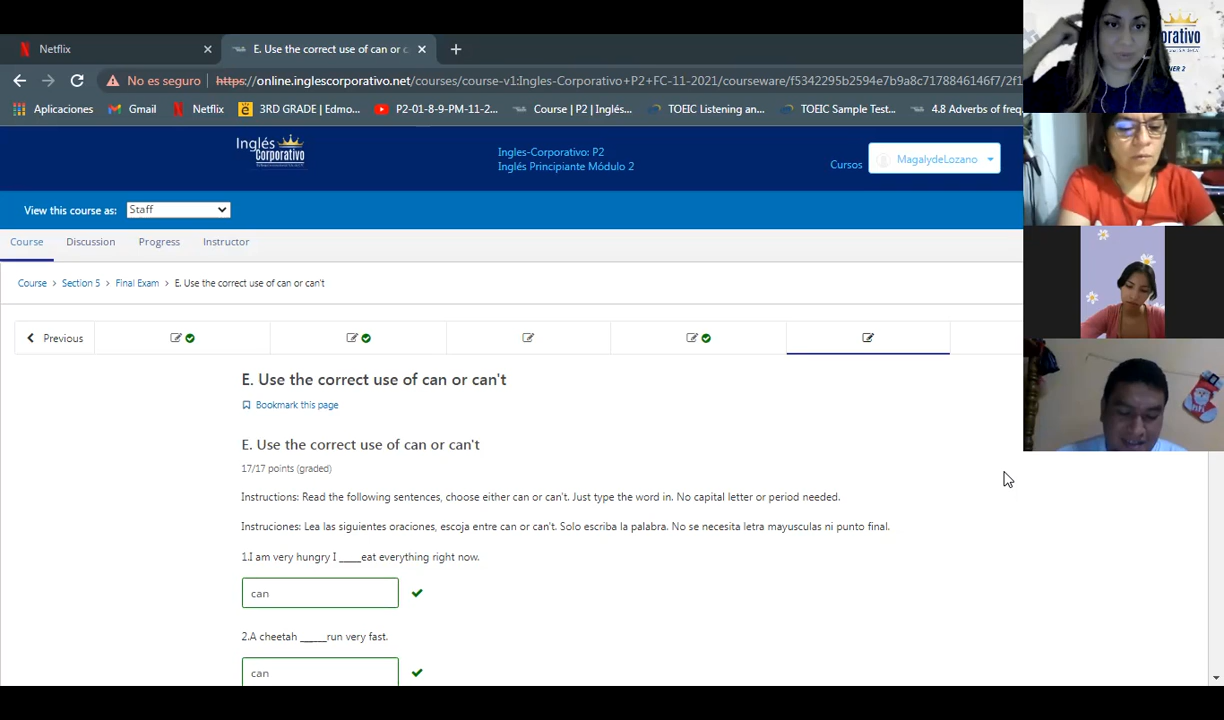 Netflix
E. Use the correct use of can or c
No es seguro
https://online.inglescorporativo.net/courses/course-v1:Ingles-Corporativo+P2+FC-11-2021/courseware/f5342295b2594e7b9a8c7178846146f7/2f1
Aplicaciones
Gmail
Netflix
3RD GRADE | Edmo...
P2-01-8-9-PM-11-2...
Course | P2 | Inglés...
TOEIC Listening an...
TOEIC Sample Test...
4.8 Adverbs of freq
Inglés
Corporativo
Ingles-Corporativo: P2
Inglés Principiante Módulo 2
Cursos
MagalydeLozano
View this course as:
Staff
Course
Discussion
Progress
Instructor
Course > Section 5 > Final Exam > E. Use the correct use of can or can't
Previous
E. Use the correct use of can or can't
Bookmark this page
E. Use the correct use of can or can't
17/17 points (graded)
Instructions: Read the following sentences, choose either can or can't. Just type the word in. No capital letter or period needed.
Instruciones: Lea las siguientes oraciones, escoja entre can or can't. Solo escriba la palabra. No se necesita letra mayusculas ni punto final.
1.I am very hungry I ____eat everything right now.
can
2.A cheetah _____run very fast.
can
orativo